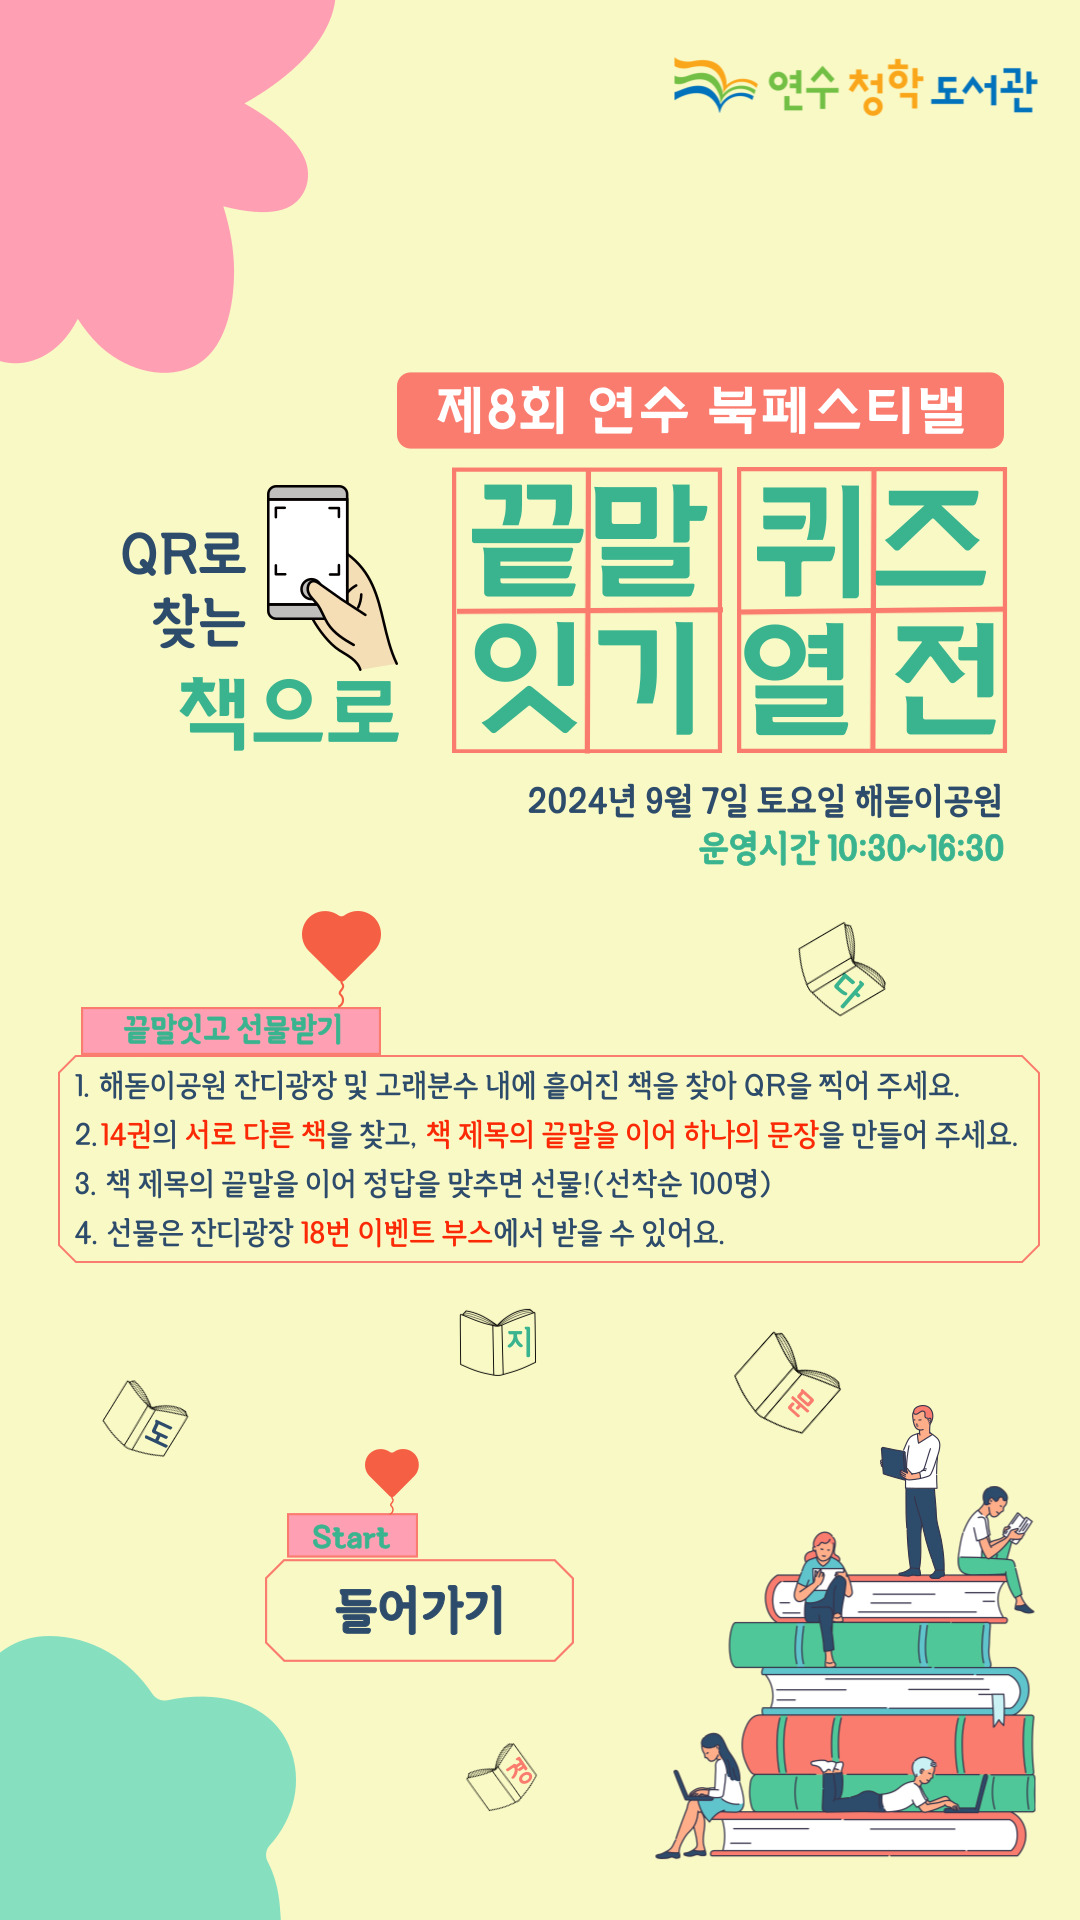 연수 청학 도서관
제8회 연수 북페스티벌
QR로
찾는
책으로
끝말 퀴즈
잇기 열전
2024년 9월 7일 토요일 해돋이공원
운영시간 10:30~16:30
다
끝말잇고 선물받기
1. 해돋이공원 잔디광장 및 고래분수 내에 흩어진 책을 찾아 QR을 찍어 주세요.
2.14권의 서로 다른 책을 찾고, 책 제목의 끝말을 이어 하나의 문장을 만들어 주세요.
3. 책 제목의 끝말을 이어 정답을 맞추면 선물!(선착순 100명)
4. 선물은 잔디광장 18번 이벤트 부스에서 받을 수 있어요.
지
도
Start
들어가기